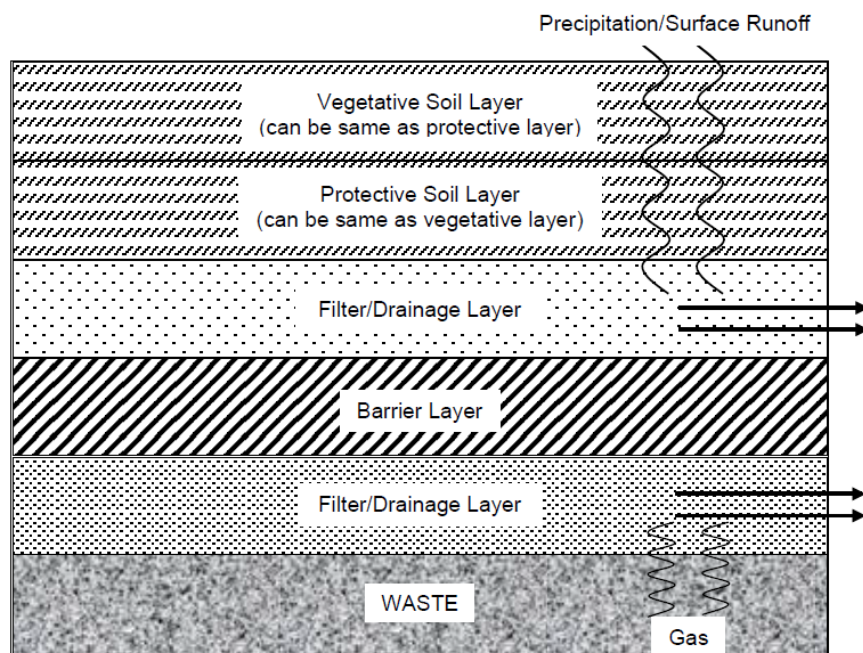 Precipitation/Surface Runoff
Vegetative Soil Layer
(can be same as protective layer)
Protective Soil Layer
(can be same as vegetative layer)
Filter/Drainage Layer
Barrier Layer
Filter/Drainage Layer
WASTE
Gas